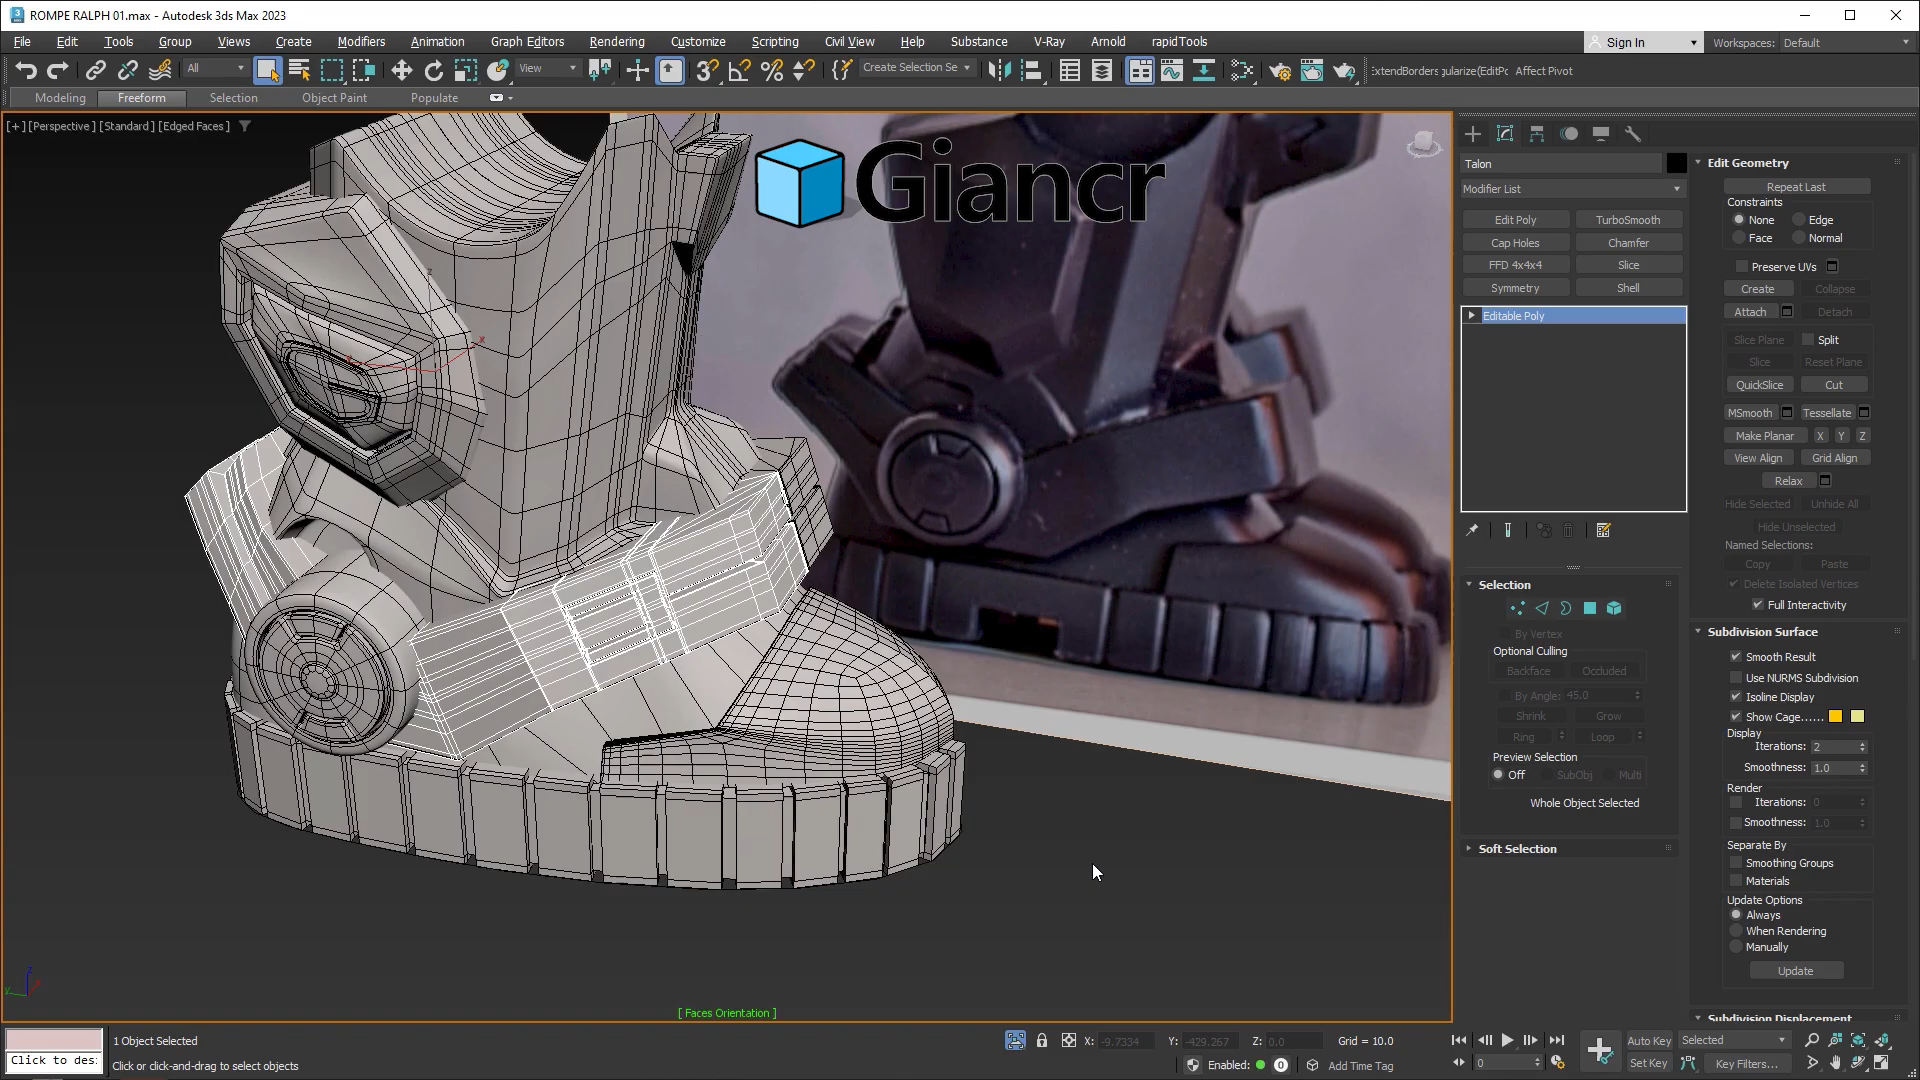 ROMPE RALPH 01.max - Autodesk 3ds Max 2023
File Edit Tools Group Views Create Modifiers Animation Graph Editors Rendering Customize Scripting Civil View Help Substance V-Ray Arnold rapidTools
Sign In Workspaces: Default
All View Create Selection Se ExtendBorders gularize(EditPc Affect Pivot
Modeling Freeform Selection Object Paint Populate
[+] [Perspective ] [Standard ] [Edged Faces ]
Giancr
z
x
[ Faces Orientation ]
z
y
Talon
Modifier List
Edit Poly TurboSmooth
Cap Holes Chamfer
FFD 4x4x4 Slice
Symmetry Shell
Editable Poly
Selection
By Vertex
Optional Culling
Backface Occluded
By Angle: 45.0
Shrink Grow
Ring Loop
Preview Selection
Off SubObj Multi
Whole Object Selected
Soft Selection
Edit Geometry
Repeat Last
Constraints
None Edge
Face Normal
Preserve UVs
Create Collapse
Attach Detach
Slice Plane Split
Slice Reset Plane
QuickSlice Cut
MSmooth Tessellate
Make Planar X Y Z
View Align Grid Align
Relax
Hide Selected Unhide All
Hide Unselected
Named Selections:
Copy Paste
Delete Isolated Vertices
Full Interactivity
Subdivision Surface
Smooth Result
Use NURMS Subdivision
Isoline Display
Show Cage......
Display
Iterations: 2
Smoothness: 1.0
Render
Iterations: 0
Smoothness: 1.0
Separate By
Smoothing Groups
Materials
Update Options
Always
When Rendering
Manually
Update
Subdivision Displacement
1 Object Selected
Click to des
Click or click-and-drag to select objects
X: -9.7334 Y: -429.267 Z: 0.0 Grid = 10.0
Enabled: 0 Add Time Tag
0
Auto Key Selected
Set Key Key Filters...